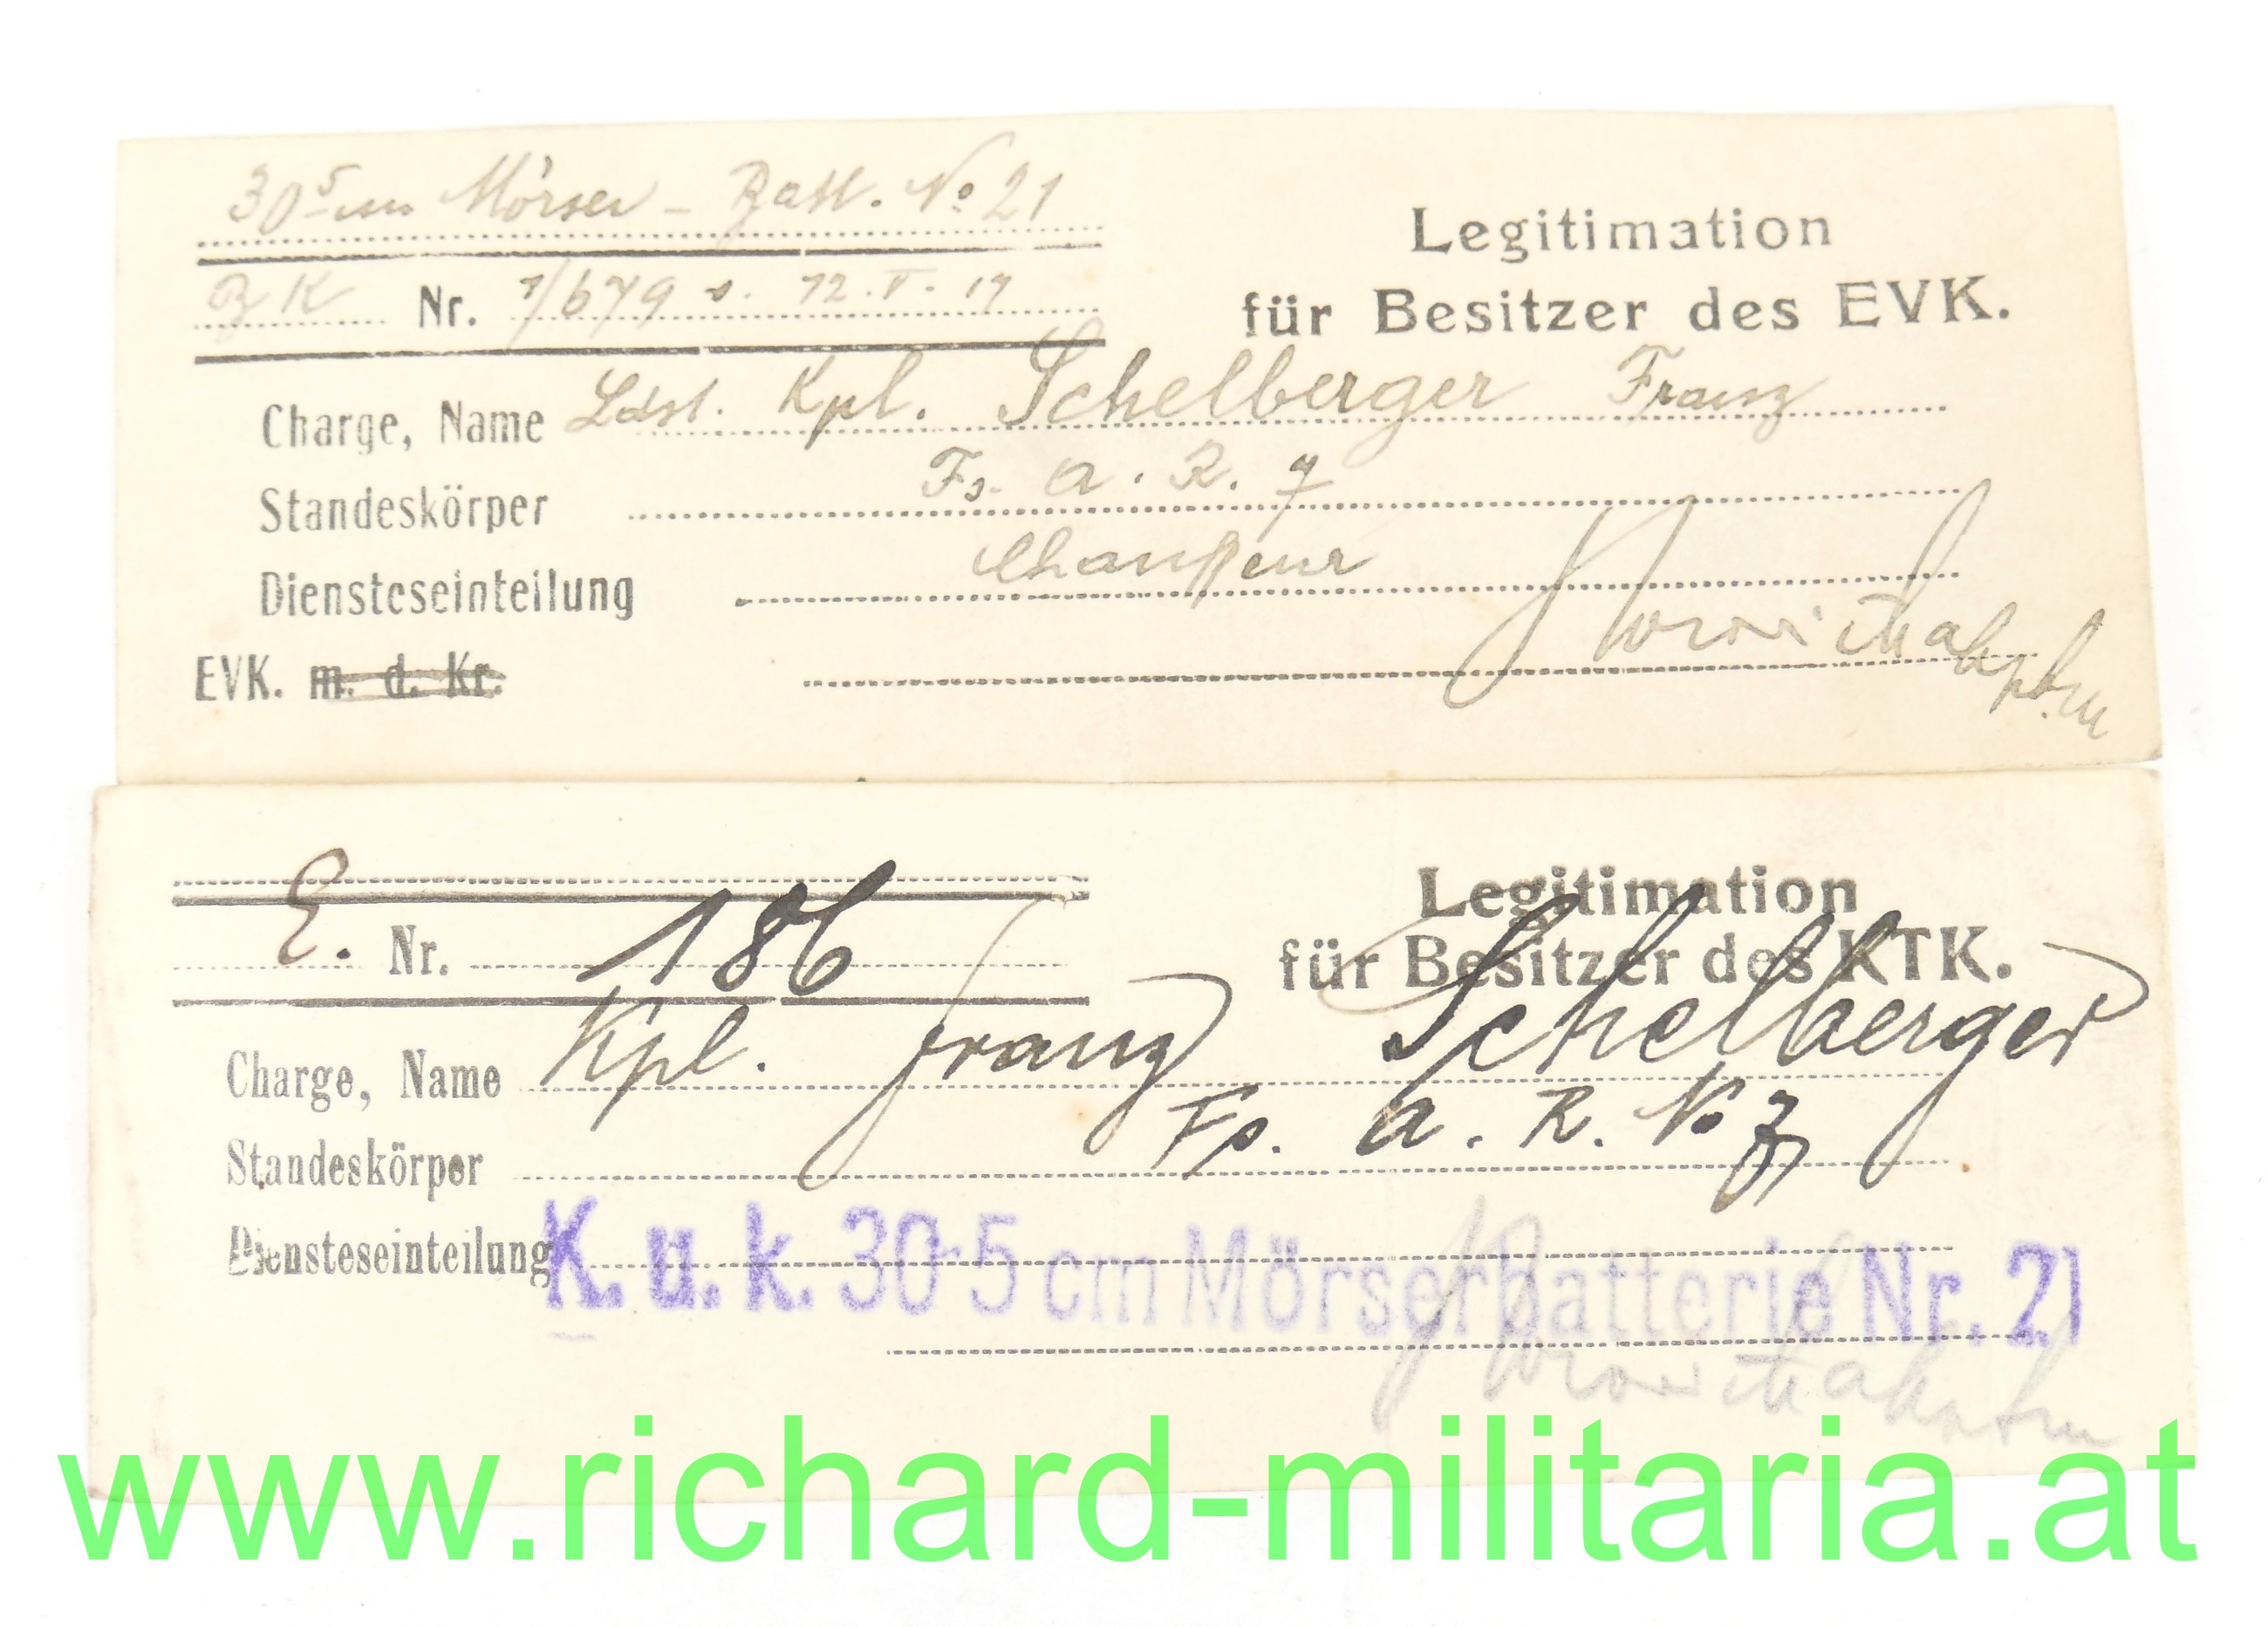 30⁵ cm Mörser - Batt. No 21
BK Nr. 1/679 v. 12. V. 17
Legitimation
für Besitzer des EVK.
Charge, Name Ldst. Kpl. Schelberger Franz
Standeskörper Fs. A. R. 7
Diensteseinteilung Chauffeur
EVK. m. d. Kr.
E. Nr. 186
Legitimation
für Besitzer des KTK.
Charge, Name Kpl. Franz Schelberger
Standeskörper Fs. A. R. No 7
Diensteseinteilung
K. u. k. 30·5 cm Mörserbatterie Nr. 21
www.richard-militaria.at